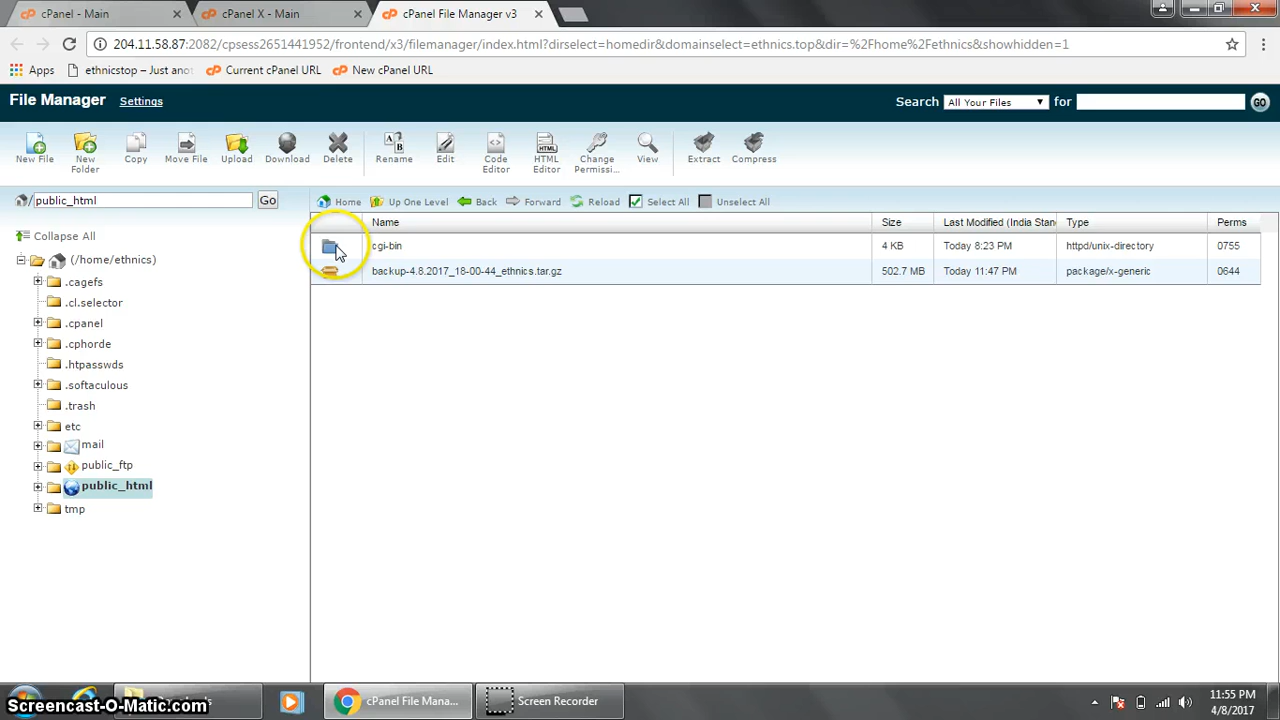 cPanel - Main
cPanel X - Main
cPanel File Manager v3
204.11.58.87:2082/cpsess2651441952/frontend/x3/filemanager/index.html?dirselect=homedir&domainselect=ethnics.top&dir=%2Fhome%2Fethnics&showhidden=1
Apps
ethnicstop – Just ano
Current cPanel URL
New cPanel URL
File Manager
Settings
Search
All Your Files
for
GO
New File
New Folder
Copy
Move File
Upload
Download
Delete
Rename
Edit
Code Editor
HTML Editor
Change Permissi...
View
Extract
Compress
/
public_html
Go
Home
Up One Level
Back
Forward
Reload
Select All
Unselect All
Collapse All
(/home/ethnics)
.cagefs
.cl.selector
.cpanel
.cphorde
.htpasswds
.softaculous
.trash
etc
mail
public_ftp
public_html
tmp
Name
Size
Last Modified (India Stan
Type
Perms
cgi-bin
4 KB
Today 8:23 PM
httpd/unix-directory
0755
backup-4.8.2017_18-00-44_ethnics.tar.gz
502.7 MB
Today 11:47 PM
package/x-generic
0644
Screencast-O-Matic.com
cPanel File Mana...
Screen Recorder
11:55 PM
4/8/2017